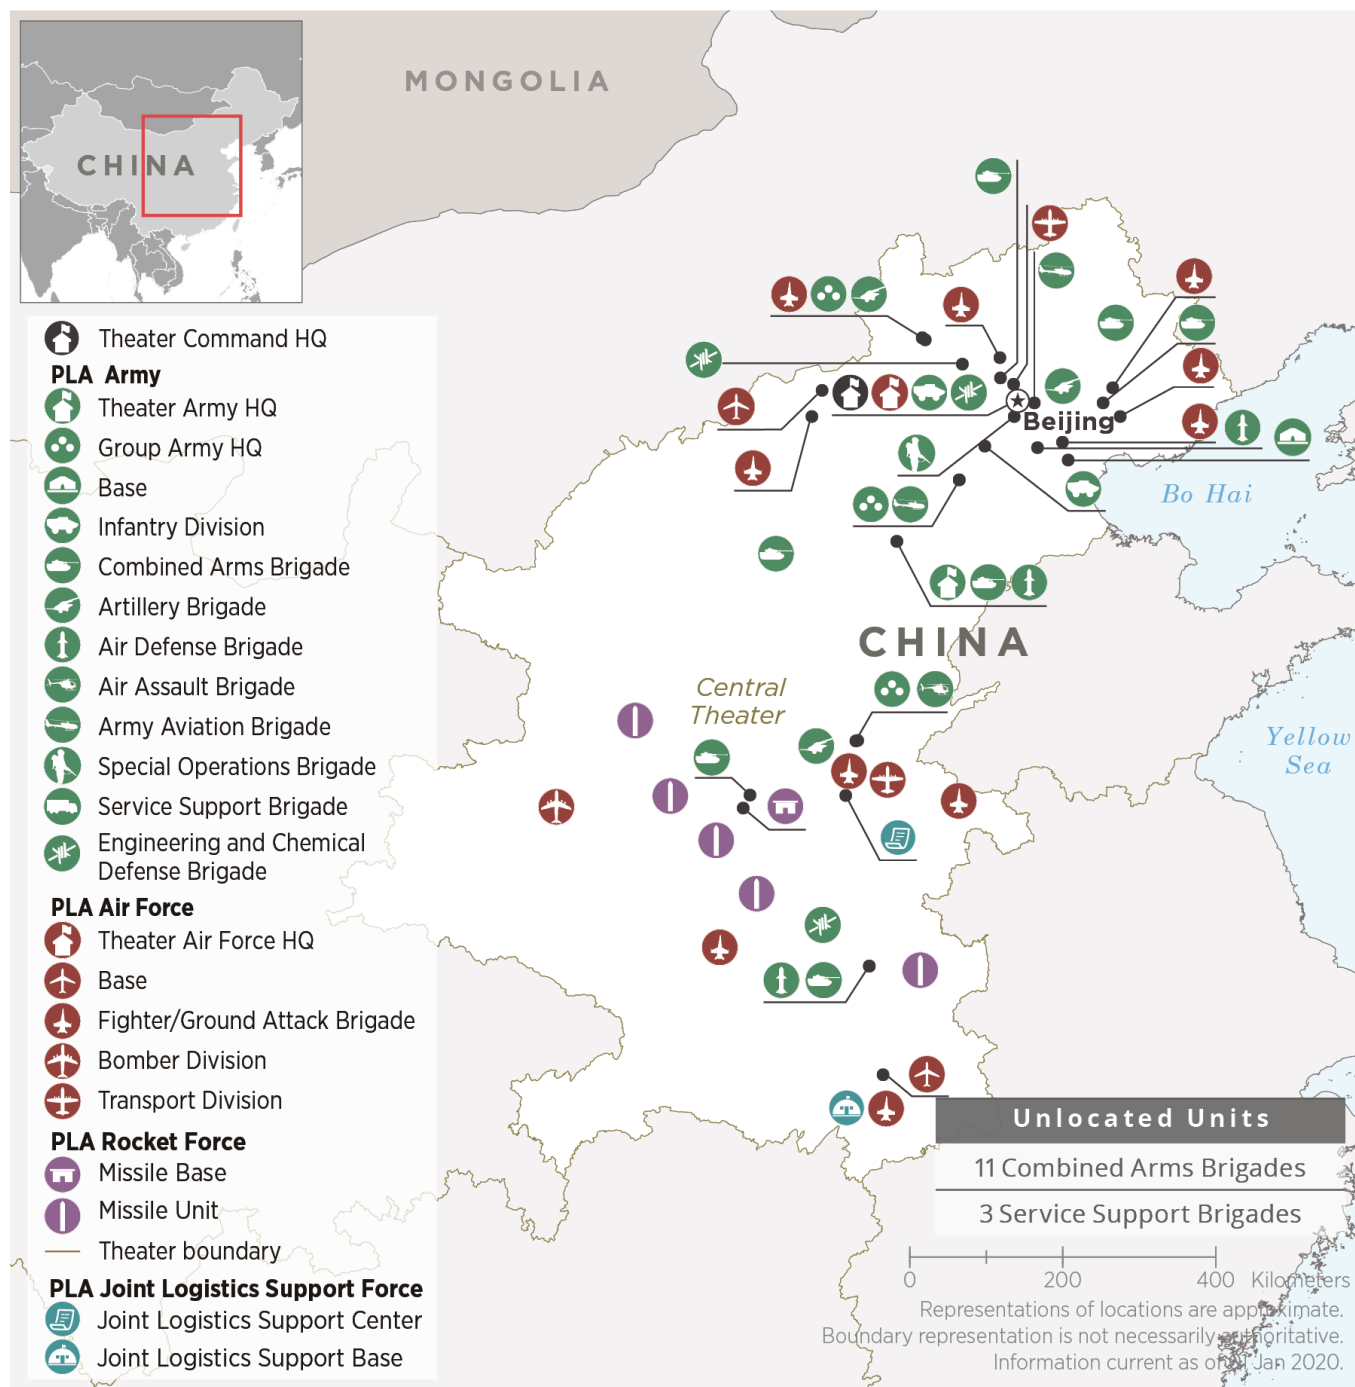 MONGOLIA
CHINA
Theater Command HQ
PLA Army
Theater Army HQ
Group Army HQ
Base
Infantry Division
Combined Arms Brigade
Artillery Brigade
Air Defense Brigade
Air Assault Brigade
Army Aviation Brigade
Special Operations Brigade
Service Support Brigade
Engineering and Chemical
Defense Brigade
PLA Air Force
Theater Air Force HQ
Base
Fighter/Ground Attack Brigade
Bomber Division
Transport Division
PLA Rocket Force
Missile Base
Missile Unit
Theater boundary
PLA Joint Logistics Support Force
Joint Logistics Support Center
Joint Logistics Support Base
Beijing
Bo Hai
CHINA
Central
Theater
Yellow
Sea
Unlocated Units
11 Combined Arms Brigades
3 Service Support Brigades
0 200 400 Kilometers
Representations of locations are approximate.
Boundary representation is not necessarily authoritative.
Information current as of Jan 2020.